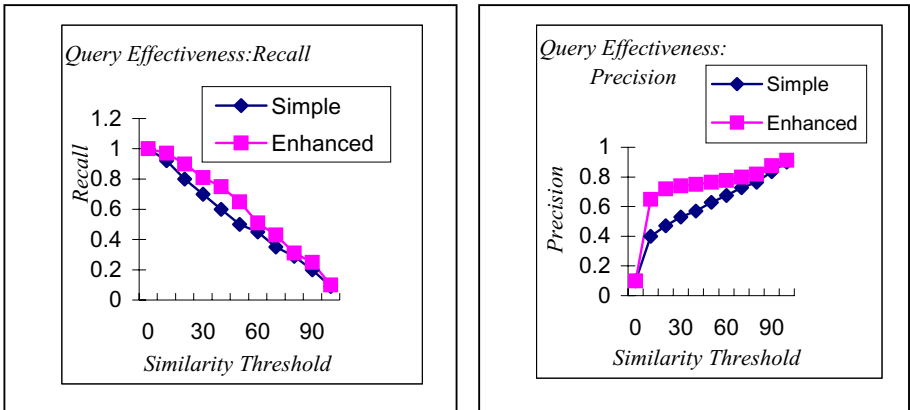 Query Effectiveness:Recall
Simple
Enhanced
1.2
1
0.8
0.6
0.4
0.2
0
Recall
0 30 60 90
Similarity Threshold
Query Effectiveness:
Precision
Simple
Enhanced
1
0.8
0.6
0.4
0.2
0
Precision
0 30 60 90
Similarity Threshold